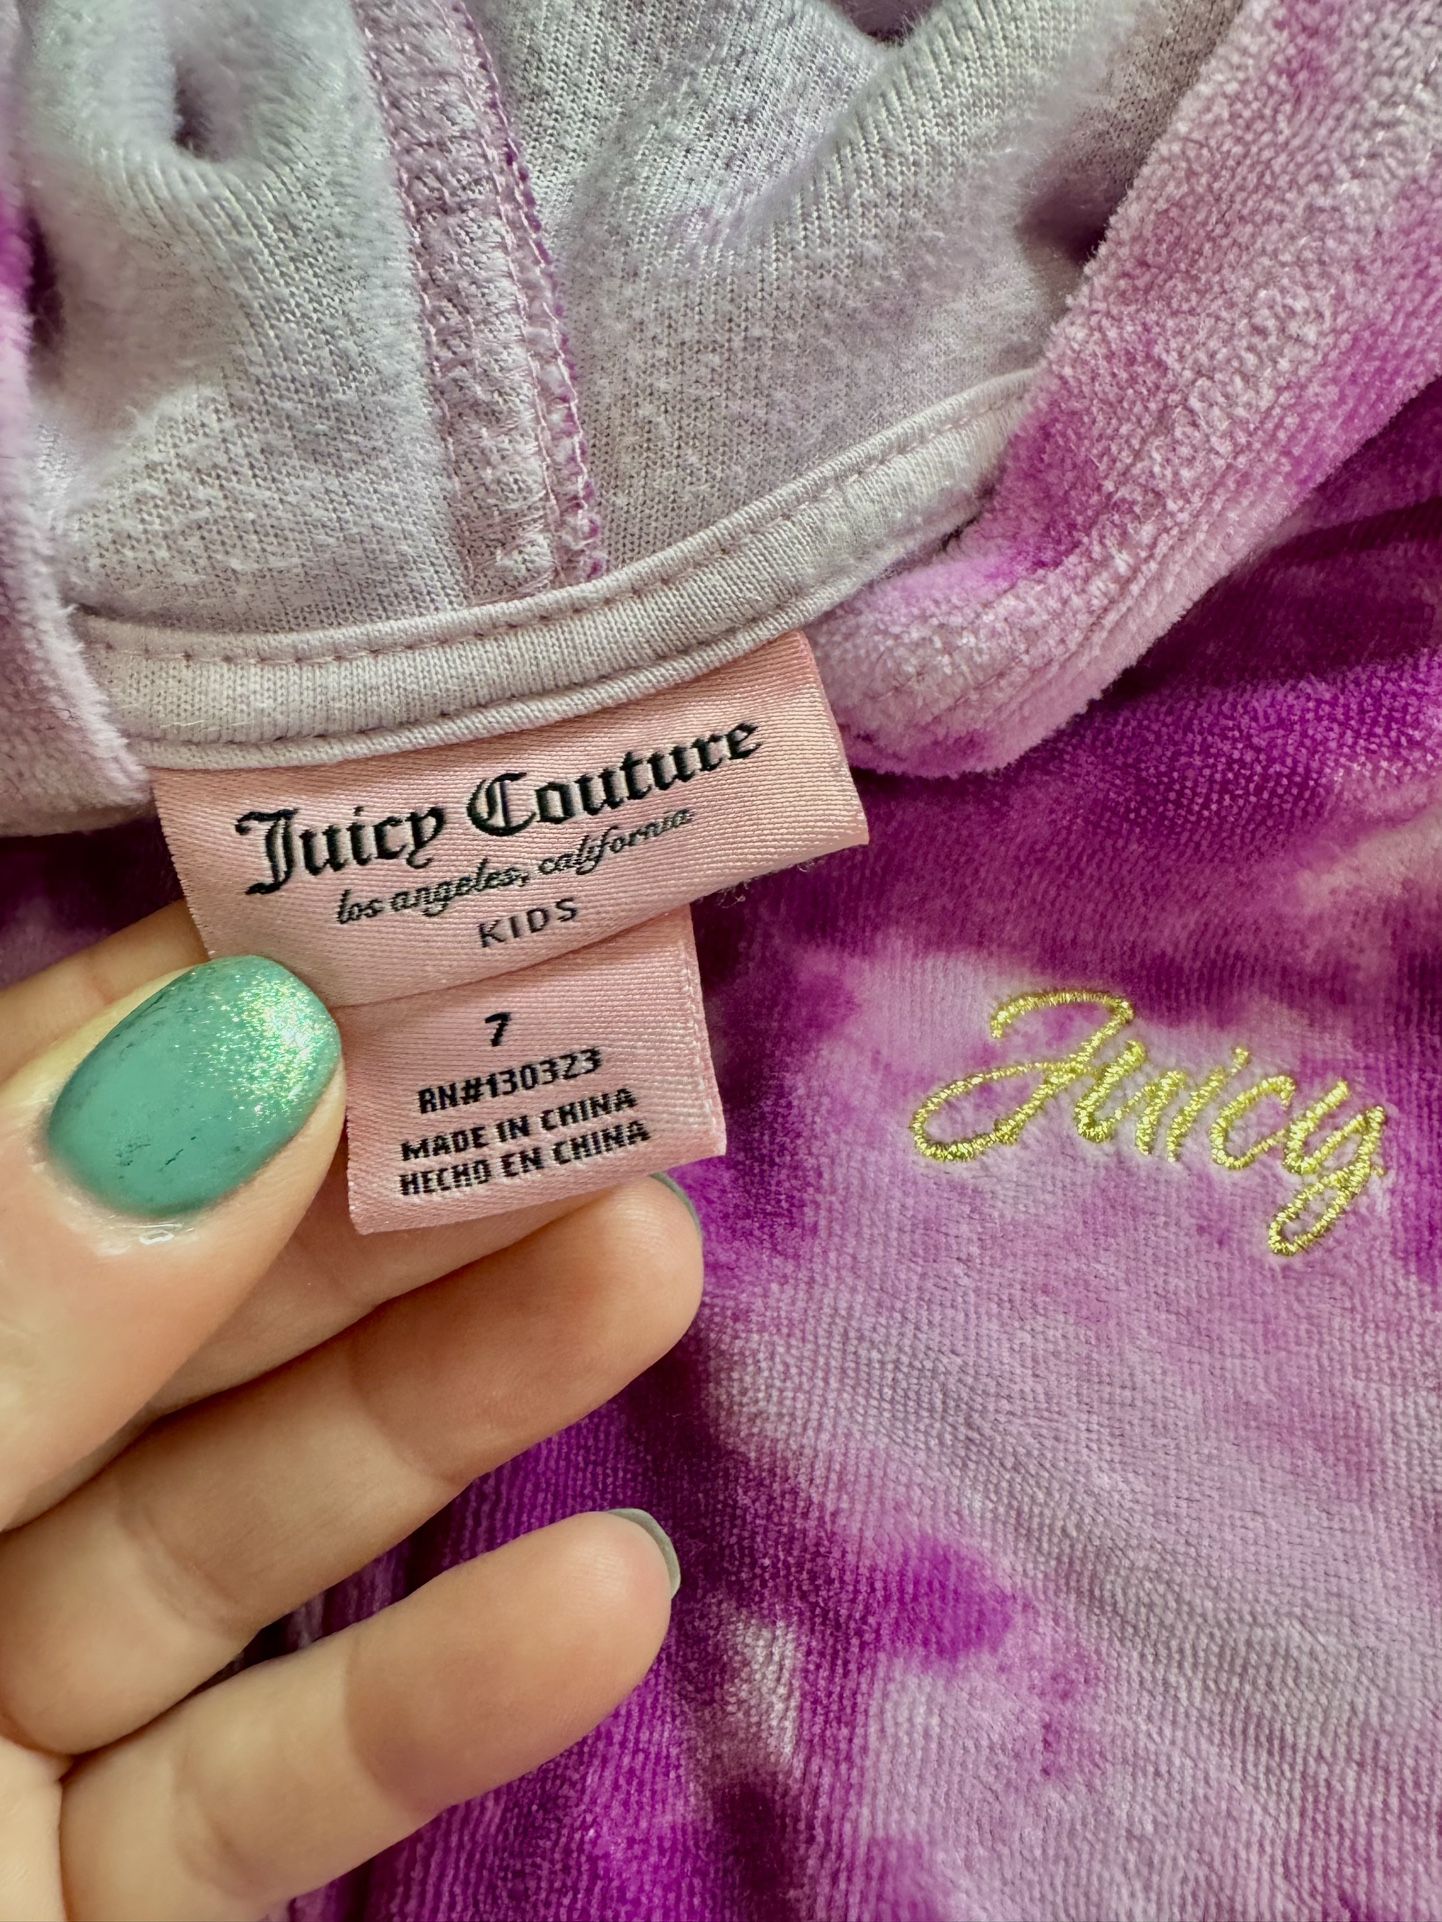 Juicy Couture
los angeles, california
KIDS
7
RN#130323
MADE IN CHINA
HECHO EN CHINA
Juicy